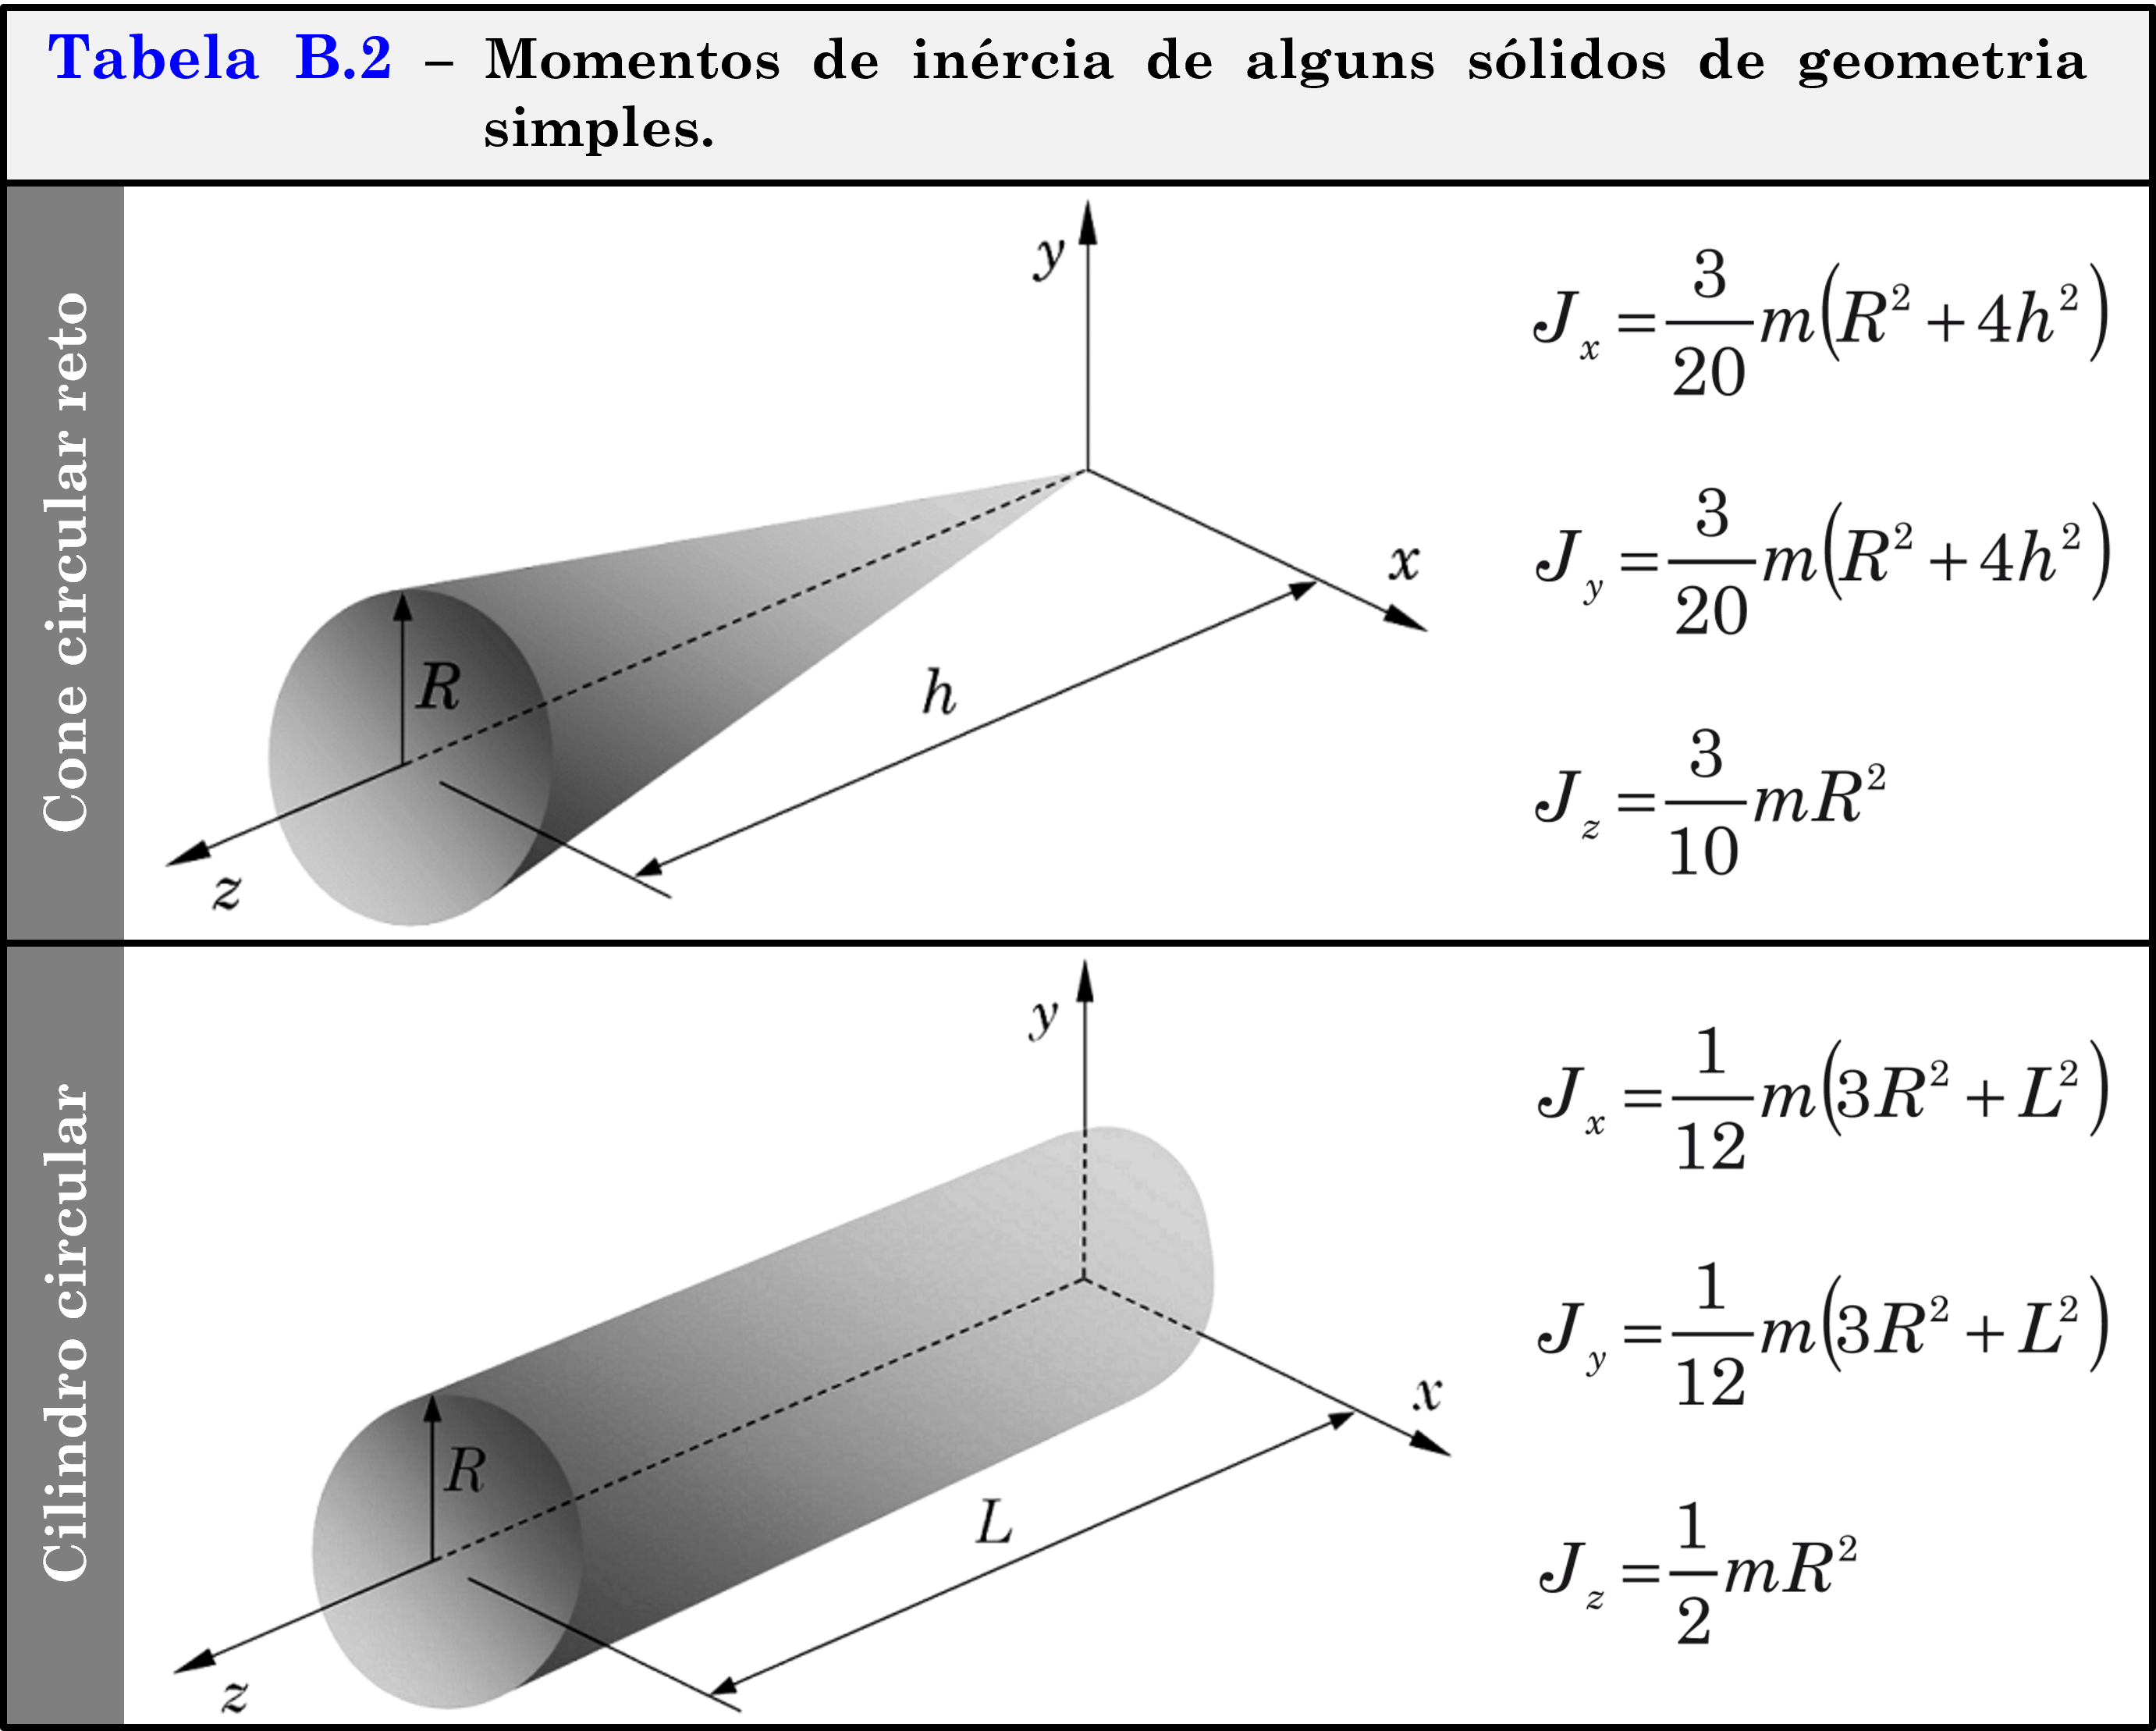 Tabela B.2 – Momentos de inércia de alguns sólidos de geometria
simples.
Cone circular reto
y
x
z
R
h
J_x = 3/20 m(R² + 4h²)
J_y = 3/20 m(R² + 4h²)
J_z = 3/10 mR²
Cilindro circular
y
x
z
R
L
J_x = 1/12 m(3R² + L²)
J_y = 1/12 m(3R² + L²)
J_z = 1/2 mR²